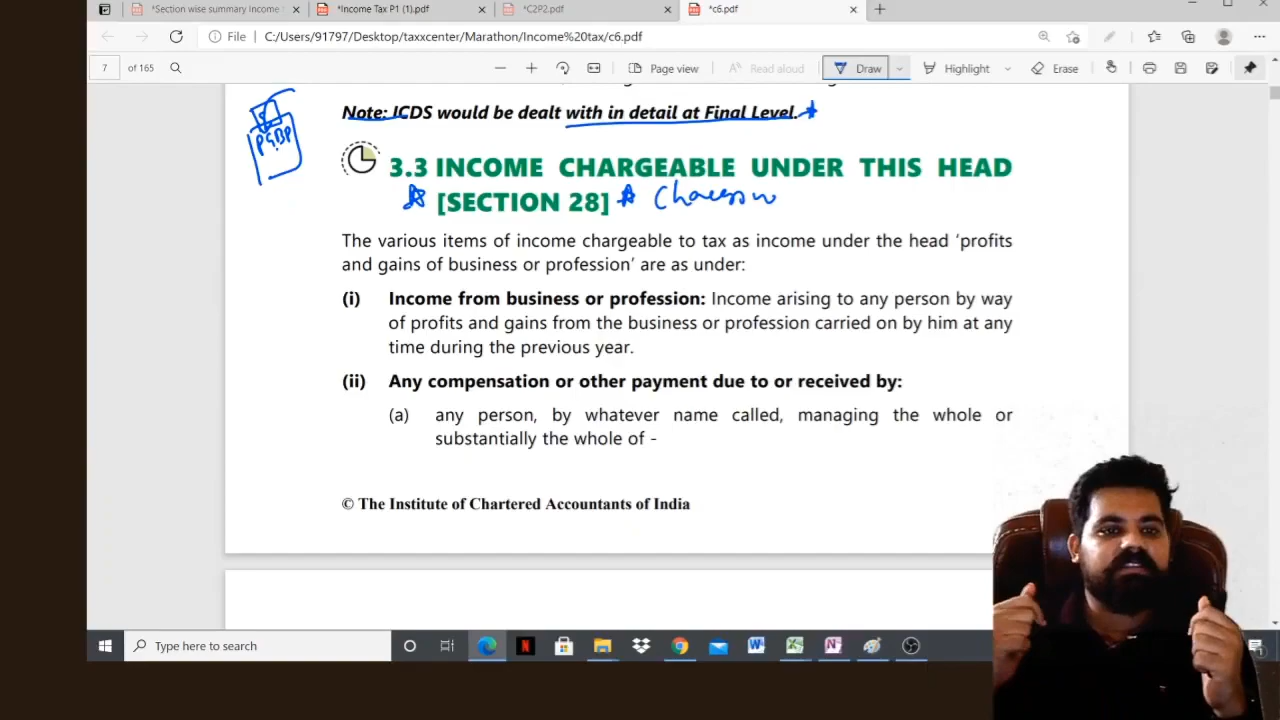 *Section wise summary Income
*Income Tax P1 (1).pdf
*C2P2.pdf
*c6.pdf
File
C:/Users/91797/Desktop/taxxcenter/Marathon/Income%20tax/c6.pdf
7 of 165
Page view
Read aloud
Draw
Highlight
Erase
Note: ICDS would be dealt with in detail at Final Level.
PGBP
3.3 INCOME CHARGEABLE UNDER THIS HEAD
[SECTION 28]
The various items of income chargeable to tax as income under the head ‘profits
and gains of business or profession’ are as under:
(i) Income from business or profession: Income arising to any person by way
of profits and gains from the business or profession carried on by him at any
time during the previous year.
(ii) Any compensation or other payment due to or received by:
(a) any person, by whatever name called, managing the whole or
substantially the whole of -
© The Institute of Chartered Accountants of India
Type here to search